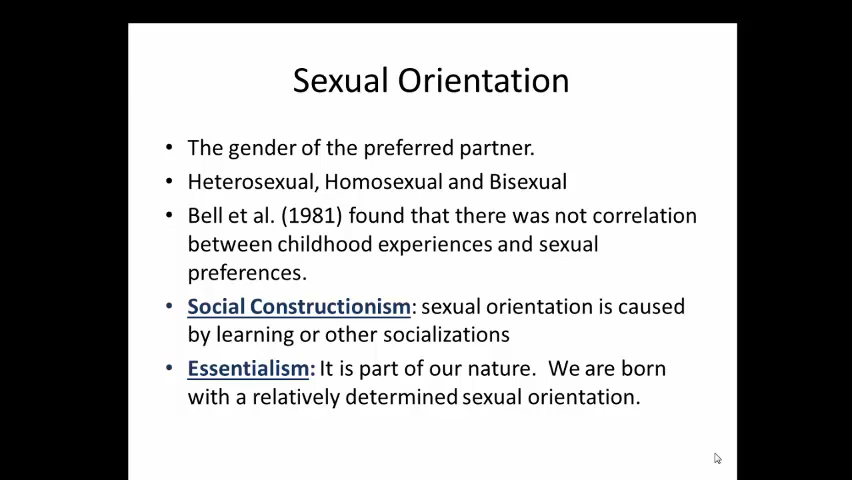 Sexual Orientation
• The gender of the preferred partner.
• Heterosexual, Homosexual and Bisexual
• Bell et al. (1981) found that there was not correlation
between childhood experiences and sexual
preferences.
• Social Constructionism: sexual orientation is caused
by learning or other socializations
• Essentialism: It is part of our nature.  We are born
with a relatively determined sexual orientation.